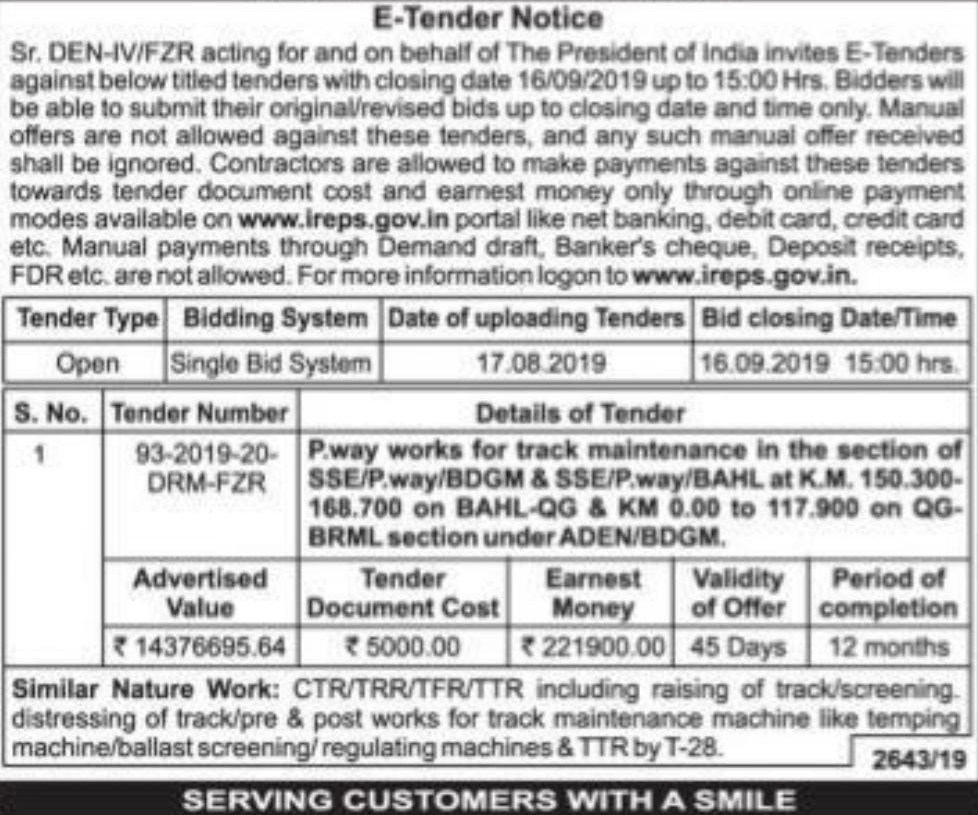 E-Tender Notice
Sr. DEN-IV/FZR acting for and on behalf of The President of India invites E-Tenders
against below titled tenders with closing date 16/09/2019 up to 15:00 Hrs. Bidders will
be able to submit their original/revised bids up to closing date and time only. Manual
offers are not allowed against these tenders, and any such manual offer received
shall be ignored. Contractors are allowed to make payments against these tenders
towards tender document cost and earnest money only through online payment
modes available on www.ireps.gov.in portal like net banking, debit card, credit card
etc. Manual payments through Demand draft, Banker's cheque, Deposit receipts,
FDR etc. are not allowed. For more information logon to www.ireps.gov.in.
Tender Type Bidding System Date of uploading Tenders Bid closing Date/Time
Open Single Bid System 17.08.2019 16.09.2019 15:00 hrs.
S. No. Tender Number Details of Tender
1 93-2019-20- P.way works for track maintenance in the section of
DRM-FZR SSE/P.way/BDGM & SSE/P.way/BAHL at K.M. 150.300-
168.700 on BAHL-QG & KM 0.00 to 117.900 on QG-
BRML section under ADEN/BDGM.
Advertised Tender Earnest Validity Period of
Value Document Cost Money of Offer completion
₹ 14376695.64 ₹ 5000.00 ₹ 221900.00 45 Days 12 months
Similar Nature Work: CTR/TRR/TFR/TTR including raising of track/screening.
distressing of track/pre & post works for track maintenance machine like temping
machine/ballast screening/ regulating machines & TTR by T-28.
2643/19
SERVING CUSTOMERS WITH A SMILE